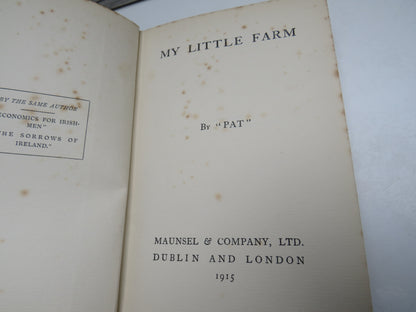 BY THE SAME AUTHOR
ECONOMICS FOR IRISH-
MEN"
THE SORROWS OF
IRELAND."
MY LITTLE FARM
By "PAT"
MAUNSEL & COMPANY, LTD.
DUBLIN AND LONDON
1915